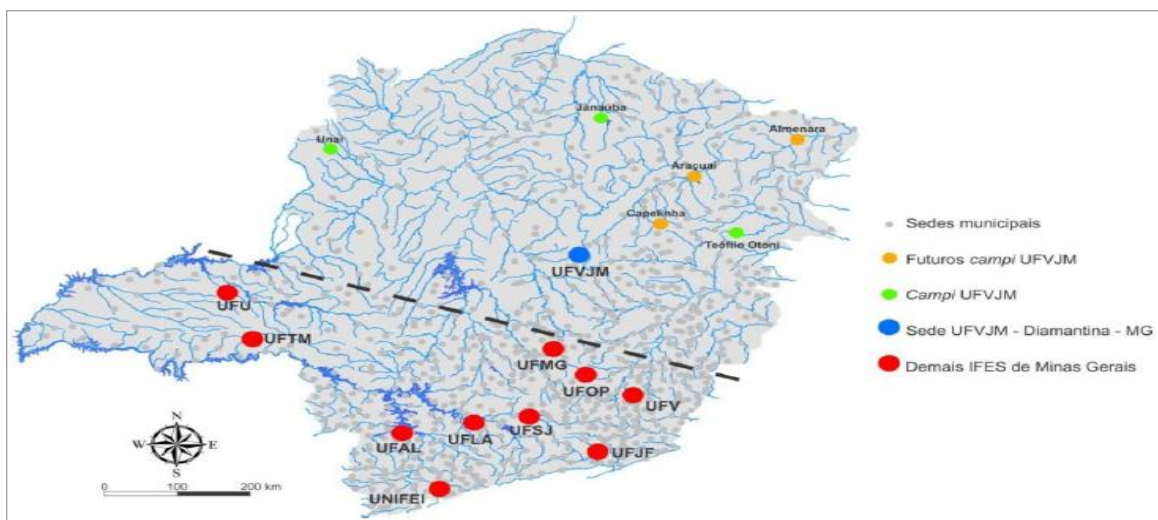 Janaúba
Almenara
Unaí
Araçuaí
Capelinha
Teófilo Otoni
UFVJM
UFU
UFTM
UFMG
UFOP
UFV
UFSJ
UFLA
UFAL
UFJF
UNIFEI
N
W
E
S
0 100 200 km
Sedes municipais
Futuros campi UFVJM
Campi UFVJM
Sede UFVJM - Diamantina - MG
Demais IFES de Minas Gerais